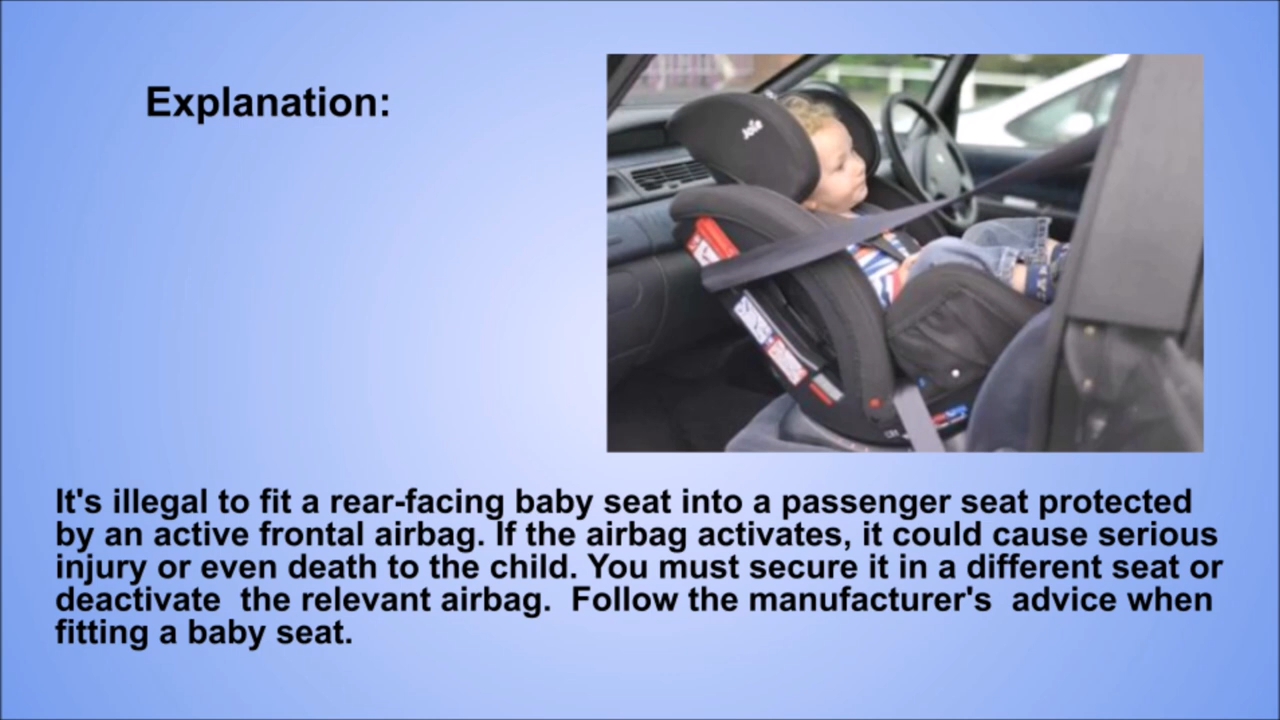 Explanation:
Joie
It's illegal to fit a rear-facing baby seat into a passenger seat protected
by an active frontal airbag. If the airbag activates, it could cause serious
injury or even death to the child. You must secure it in a different seat or
deactivate  the relevant airbag.  Follow the manufacturer's  advice when
fitting a baby seat.